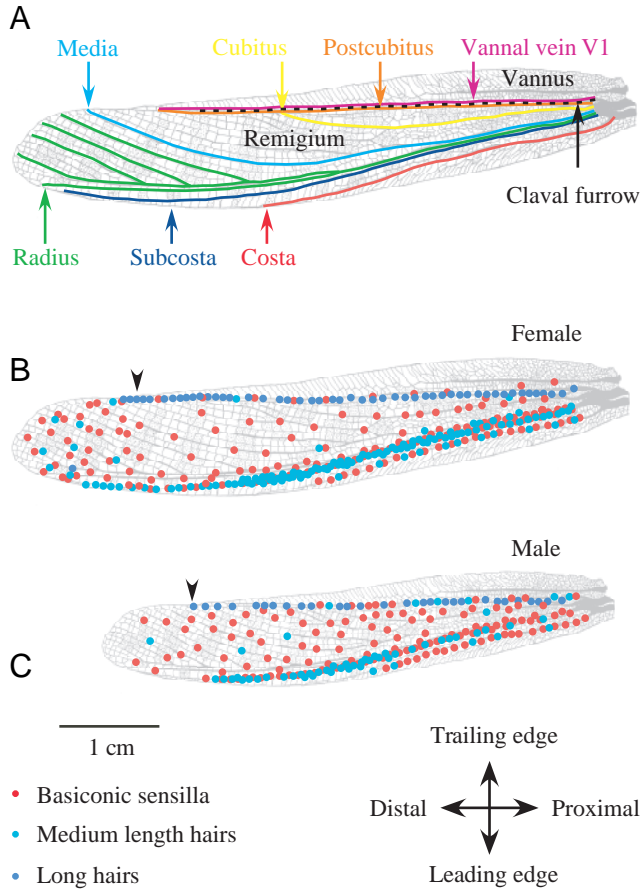 A
Media
Cubitus
Postcubitus
Vannal vein V1
Vannus
Remigium
Claval furrow
Radius
Subcosta
Costa
Female
B
Male
C
1 cm
Trailing edge
Distal
Proximal
Leading edge
Basiconic sensilla
Medium length hairs
Long hairs